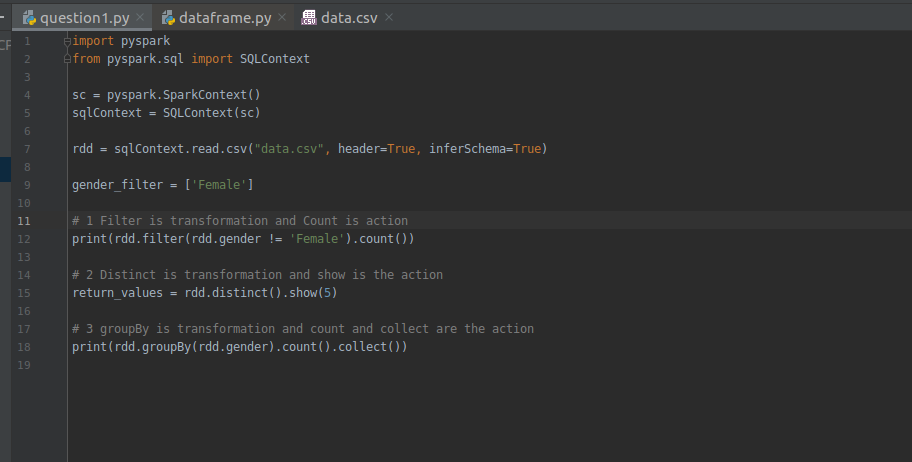 question1.py × dataframe.py × data.csv ×
1 import pyspark
2 from pyspark.sql import SQLContext
3
4 sc = pyspark.SparkContext()
5 sqlContext = SQLContext(sc)
6
7 rdd = sqlContext.read.csv("data.csv", header=True, inferSchema=True)
8
9 gender_filter = ['Female']
10
11 # 1 Filter is transformation and Count is action
12 print(rdd.filter(rdd.gender != 'Female').count())
13
14 # 2 Distinct is transformation and show is the action
15 return_values = rdd.distinct().show(5)
16
17 # 3 groupBy is transformation and count and collect are the action
18 print(rdd.groupBy(rdd.gender).count().collect())
19